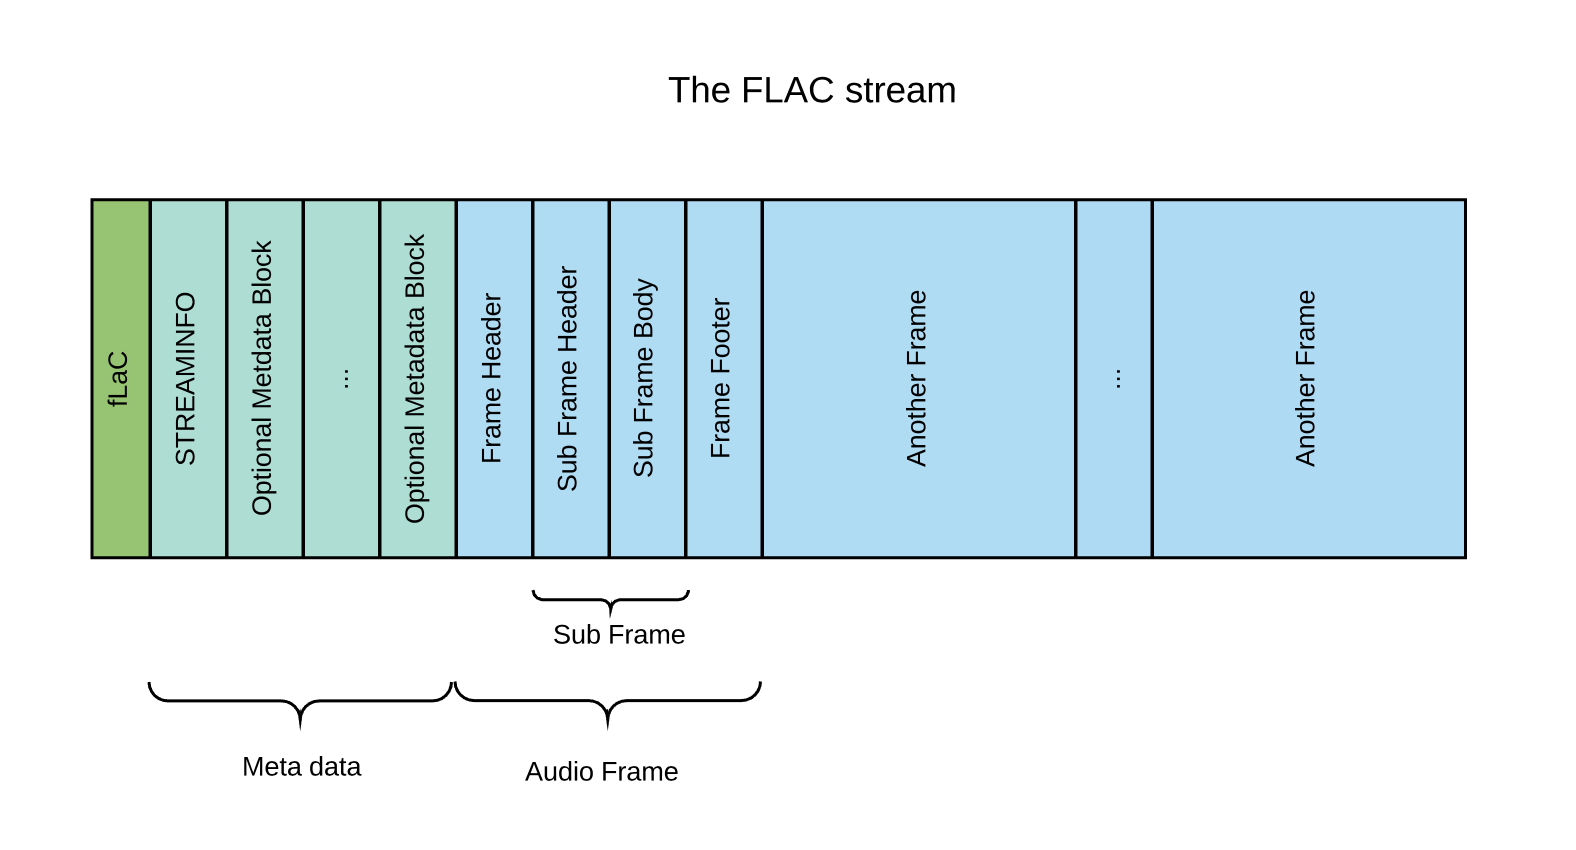 The FLAC stream
fLaC
STREAMINFO
Optional Metdata Block
...
Optional Metadata Block
Frame Header
Sub Frame Header
Sub Frame Body
Frame Footer
Another Frame
...
Another Frame
Sub Frame
Meta data
Audio Frame